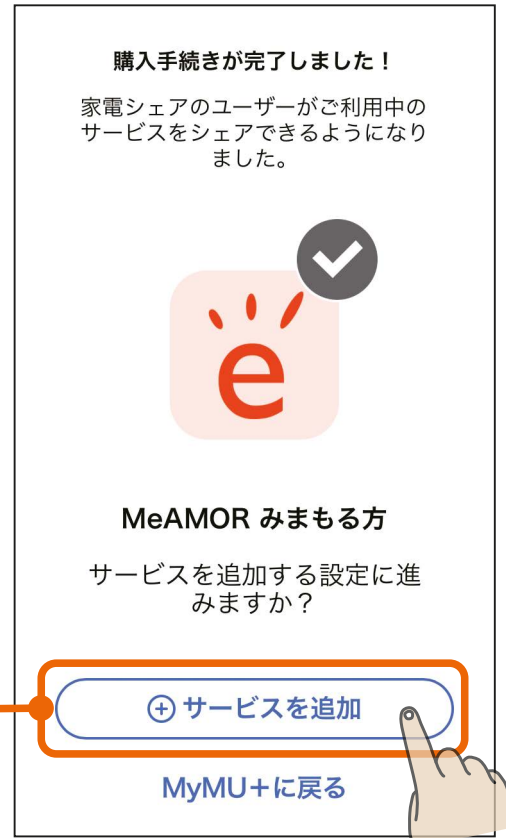 購入手続きが完了しました！
家電シェアのユーザーがご利用中の
サービスをシェアできるようになり
ました。
e
MeAMOR みまもる方
サービスを追加する設定に進
みますか？
サービスを追加
MyMU+に戻る